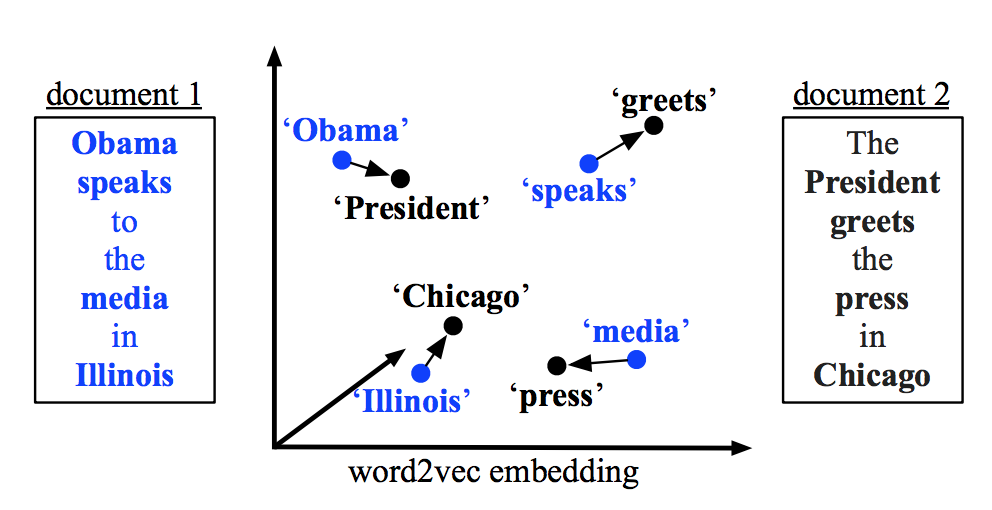 document 1
Obama
speaks
to
the
media
in
Illinois
‘Obama’
‘President’
‘greets’
‘speaks’
‘Chicago’
‘Illinois’
‘media’
‘press’
word2vec embedding
document 2
The
President
greets
the
press
in
Chicago